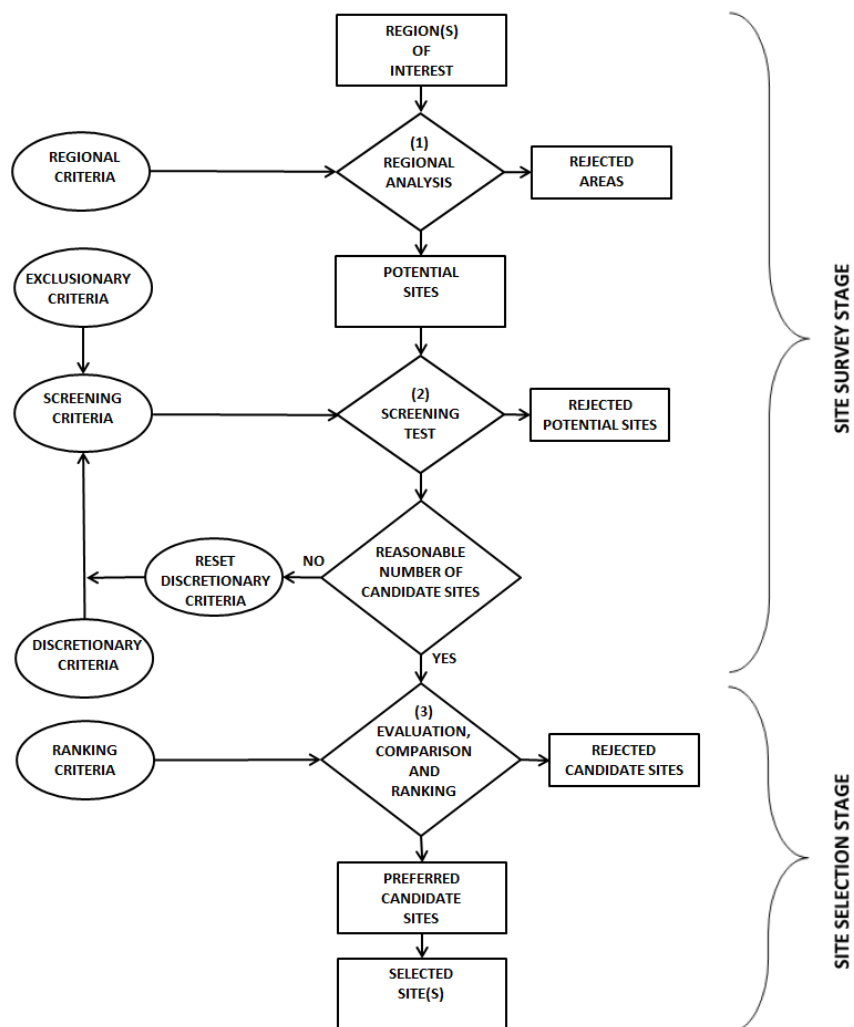 REGION(S)
OF
INTEREST
(1)
REGIONAL
ANALYSIS
REGIONAL
CRITERIA
REJECTED
AREAS
EXCLUSIONARY
CRITERIA
POTENTIAL
SITES
SCREENING
CRITERIA
(2)
SCREENING
TEST
REJECTED
POTENTIAL SITES
SITE SURVEY STAGE
REASONABLE
NUMBER OF
CANDIDATE SITES
NO
RESET
DISCRETIONARY
CRITERIA
DISCRETIONARY
CRITERIA
YES
(3)
EVALUATION,
COMPARISON
AND
RANKING
RANKING
CRITERIA
REJECTED
CANDIDATE SITES
PREFERRED
CANDIDATE
SITES
SELECTED
SITE(S)
SITE SELECTION STAGE